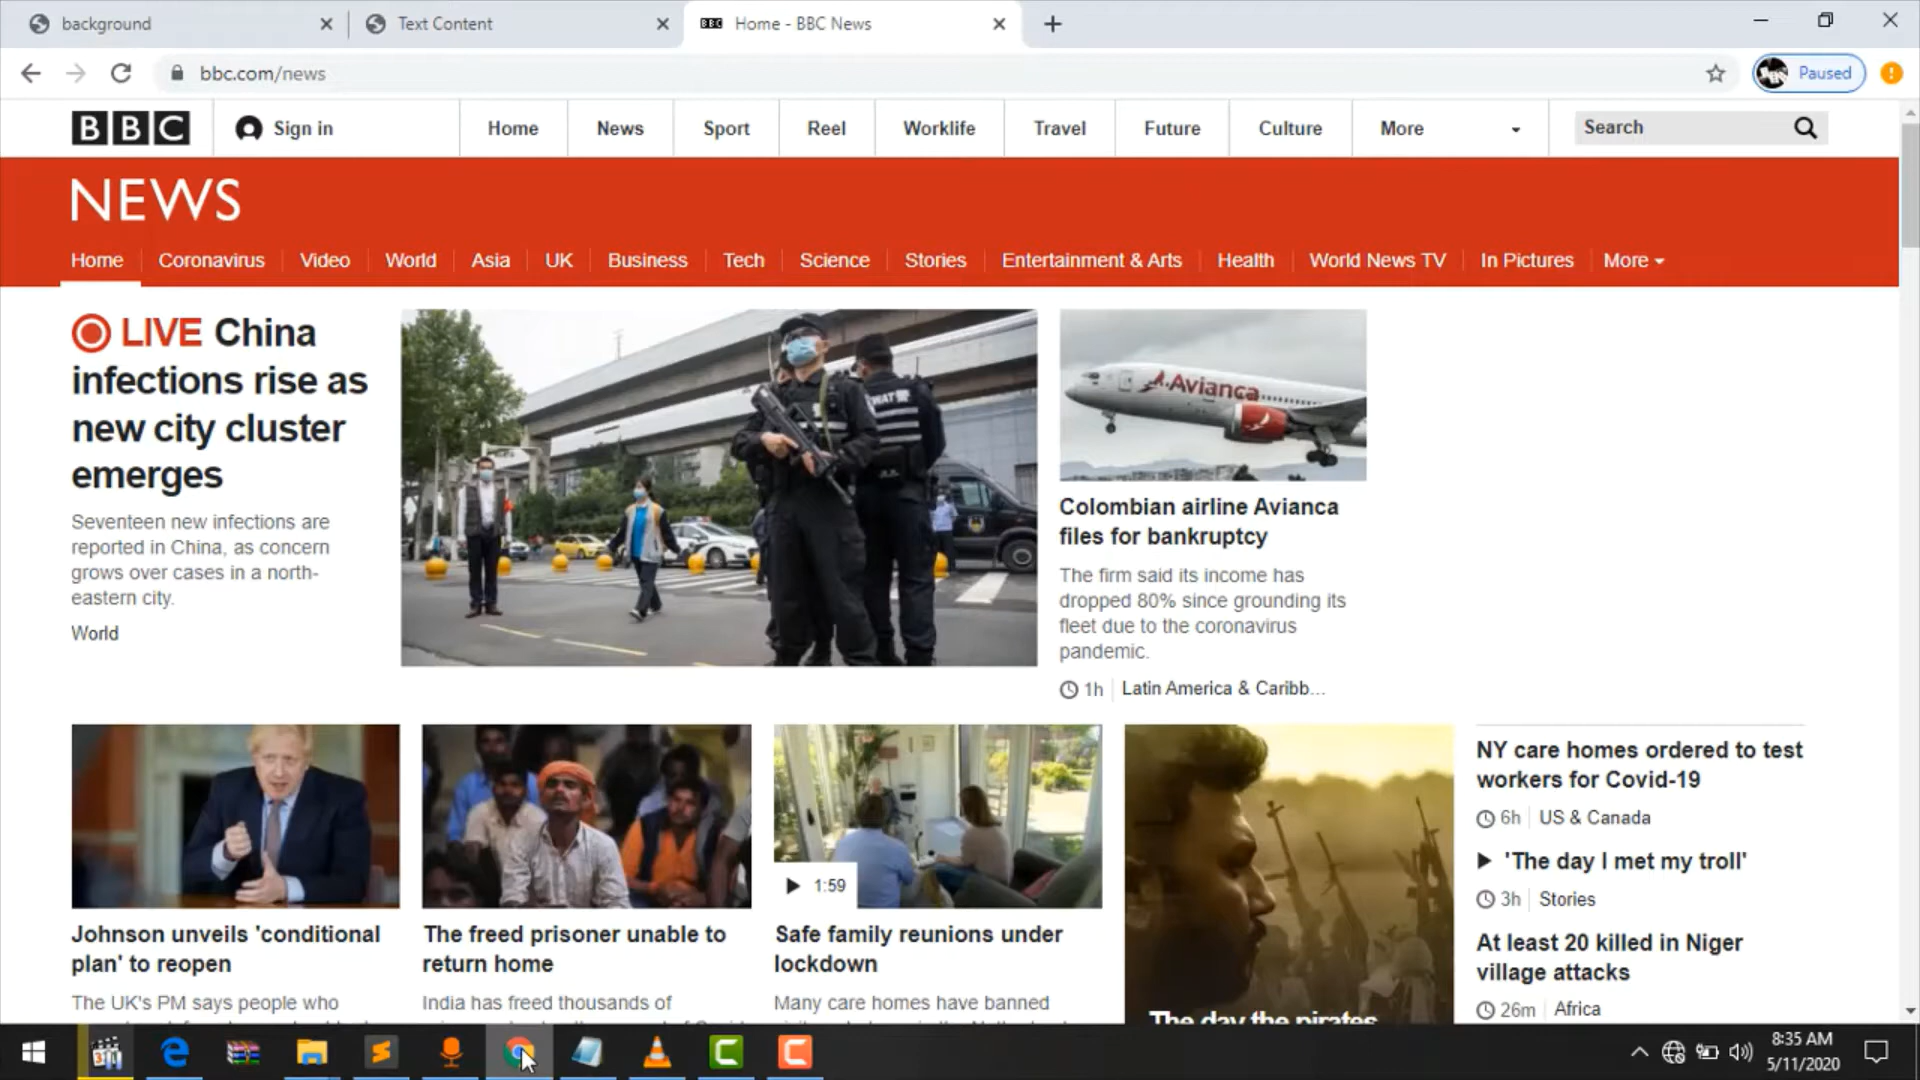 background
Text Content
BBC Home - BBC News
bbc.com/news
Paused
BBC
Sign in
Home
News
Sport
Reel
Worklife
Travel
Future
Culture
More
Search
NEWS
Home
Coronavirus
Video
World
Asia
UK
Business
Tech
Science
Stories
Entertainment & Arts
Health
World News TV
In Pictures
More
LIVE China
infections rise as
new city cluster
emerges
Seventeen new infections are
reported in China, as concern
grows over cases in a north-
eastern city.
World
Avianca
Colombian airline Avianca
files for bankruptcy
The firm said its income has
dropped 80% since grounding its
fleet due to the coronavirus
pandemic.
1h
Latin America & Caribb...
1:59
Johnson unveils 'conditional
plan' to reopen
The UK's PM says people who
The freed prisoner unable to
return home
India has freed thousands of
Safe family reunions under
lockdown
Many care homes have banned
The day the pirates
NY care homes ordered to test
workers for Covid-19
6h
US & Canada
'The day I met my troll'
3h
Stories
At least 20 killed in Niger
village attacks
26m
Africa
8:35 AM
5/11/2020